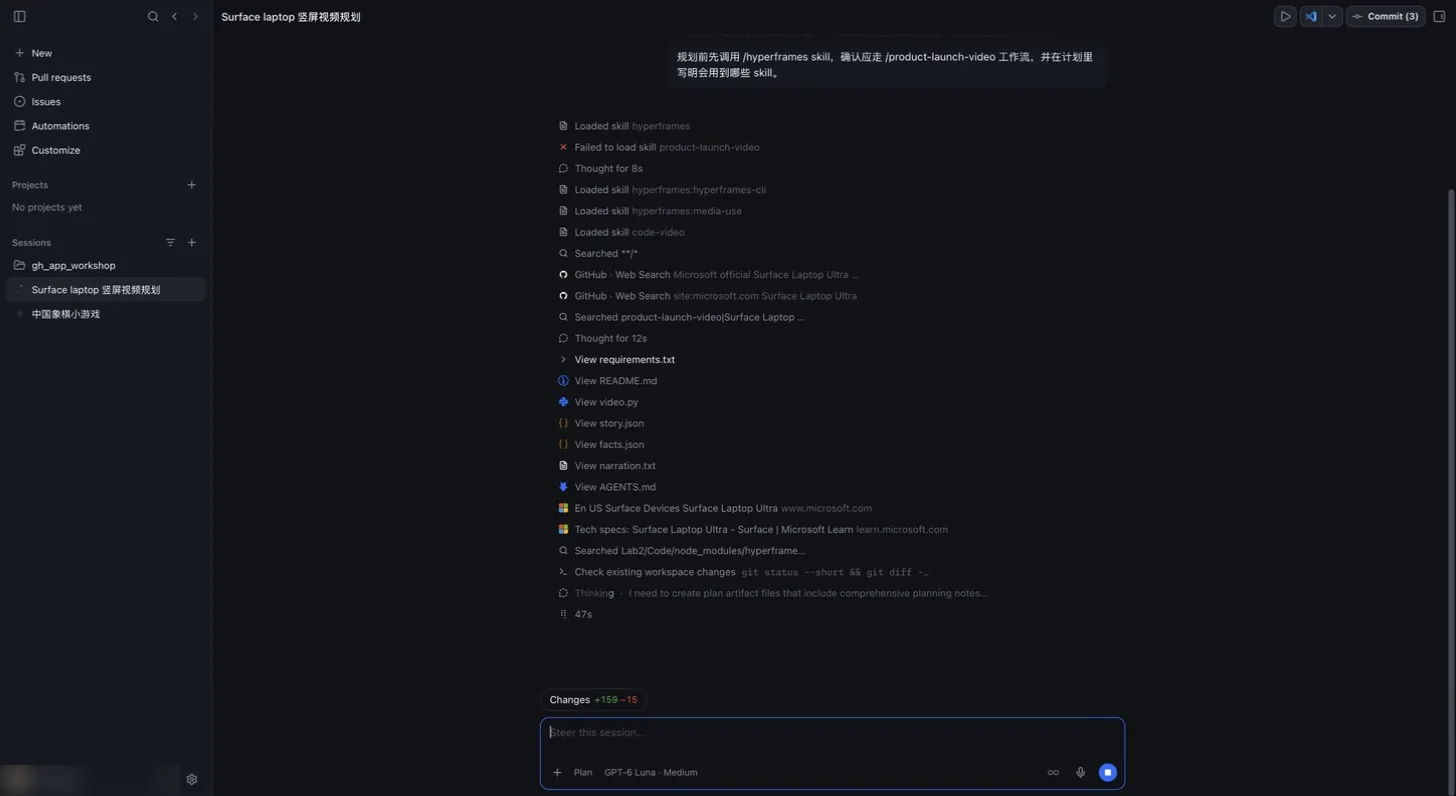 Surface laptop 竖屏视频规划
Commit (3)
New
Pull requests
Issues
Automations
Customize
Projects
No projects yet
Sessions
gh_app_workshop
Surface laptop 竖屏视频规划
中国象棋小游戏
规划前先调用 /hyperframes skill，确认应走 /product-launch-video 工作流，并在计划里
写明会用到哪些 skill。
Loaded skill hyperframes
Failed to load skill product-launch-video
Thought for 8s
Loaded skill hyperframes:hyperframes-cli
Loaded skill hyperframes:media-use
Loaded skill code-video
Searched **/*
GitHub · Web Search Microsoft official Surface Laptop Ultra ...
GitHub · Web Search site:microsoft.com Surface Laptop Ultra
Searched product-launch-video|Surface Laptop ...
Thought for 12s
View requirements.txt
View README.md
View video.py
View story.json
View facts.json
View narration.txt
View AGENTS.md
En US Surface Devices Surface Laptop Ultra www.microsoft.com
Tech specs: Surface Laptop Ultra - Surface | Microsoft Learn learn.microsoft.com
Searched Lab2/Code/node_modules/hyperframe...
Check existing workspace changes git status --short && git diff -…
Thinking · I need to create plan artifact files that include comprehensive planning notes...
47s
Changes +159 −15
Steer this session...
Plan GPT-6 Luna · Medium